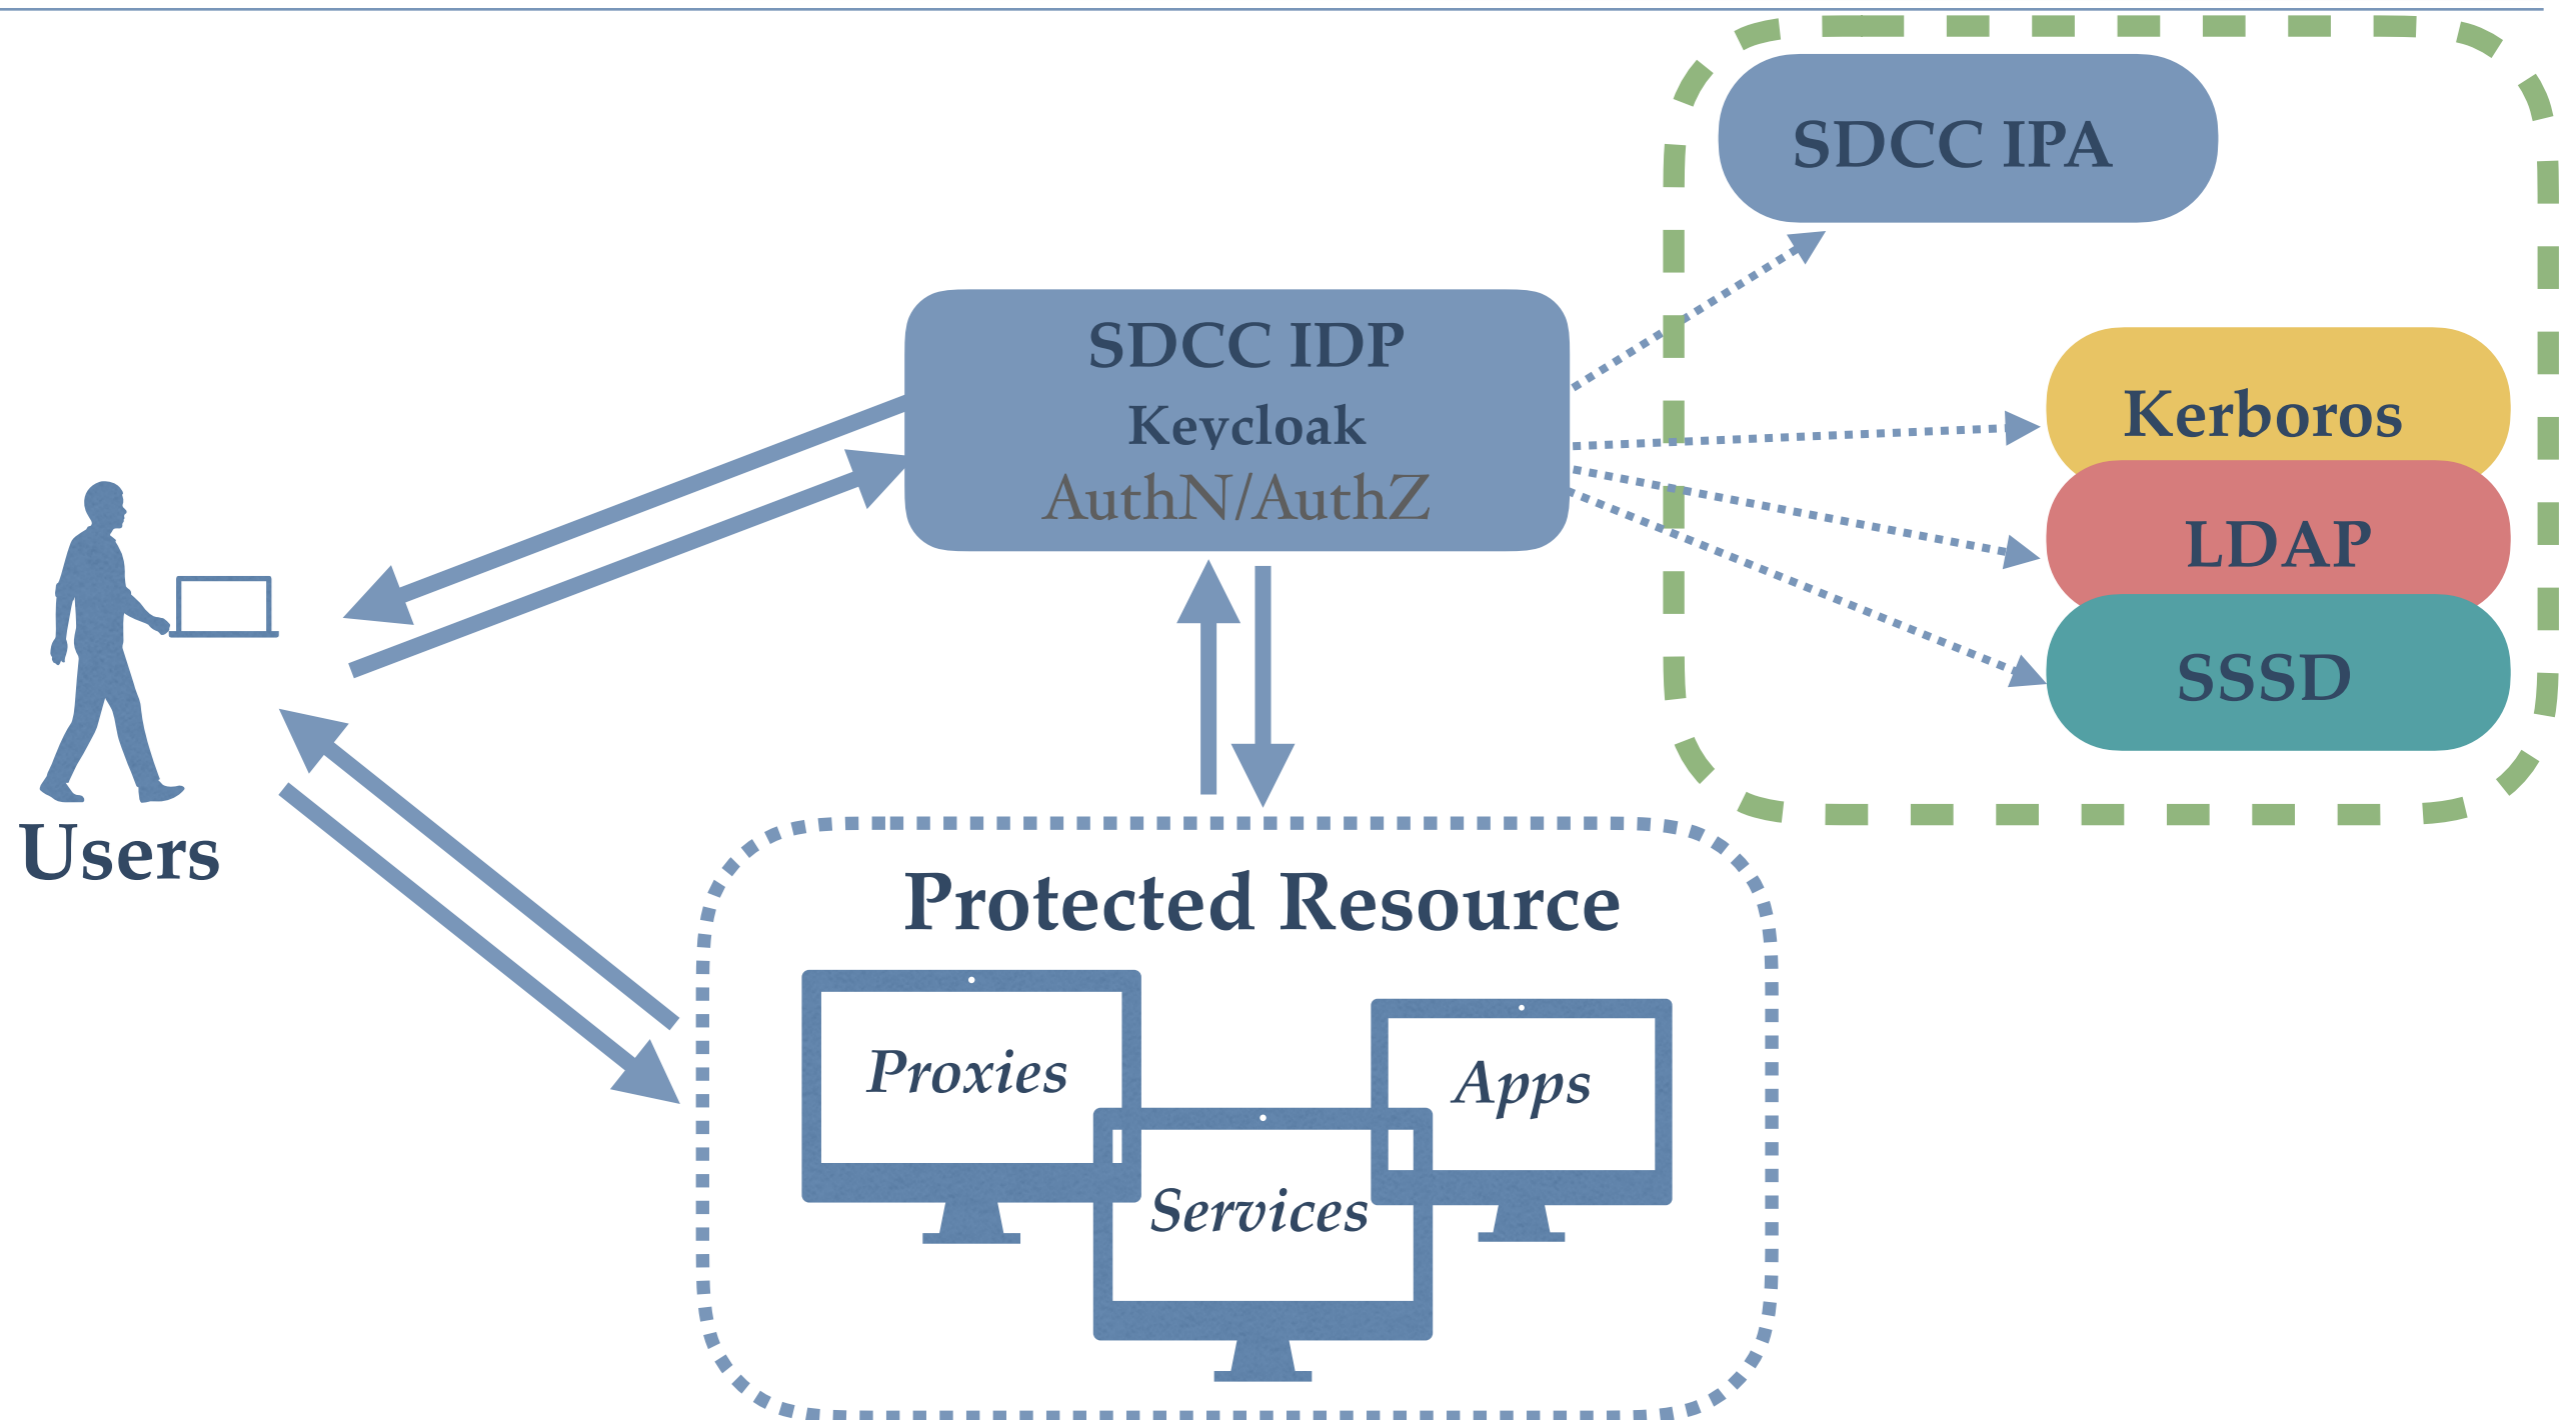 SDCC IPA
SDCC IDP
Keycloak
AuthN/AuthZ
Kerboros
LDAP
SSSD
Users
Protected Resource
Proxies
Apps
Services